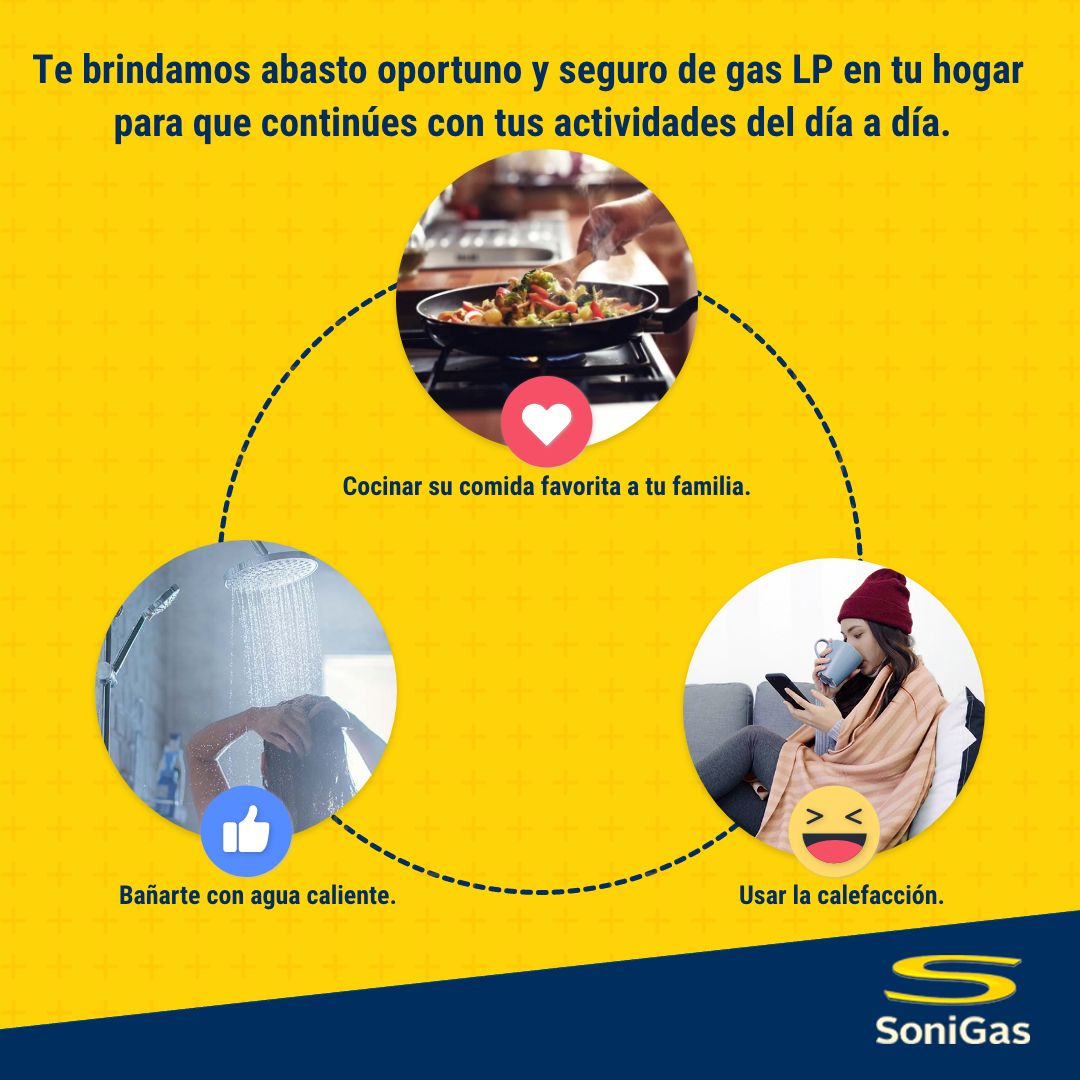 Te brindamos abasto oportuno y seguro de gas LP en tu hogar
para que continúes con tus actividades del día a día.
Cocinar su comida favorita a tu familia.
Bañarte con agua caliente.
Usar la calefacción.
SoniGas